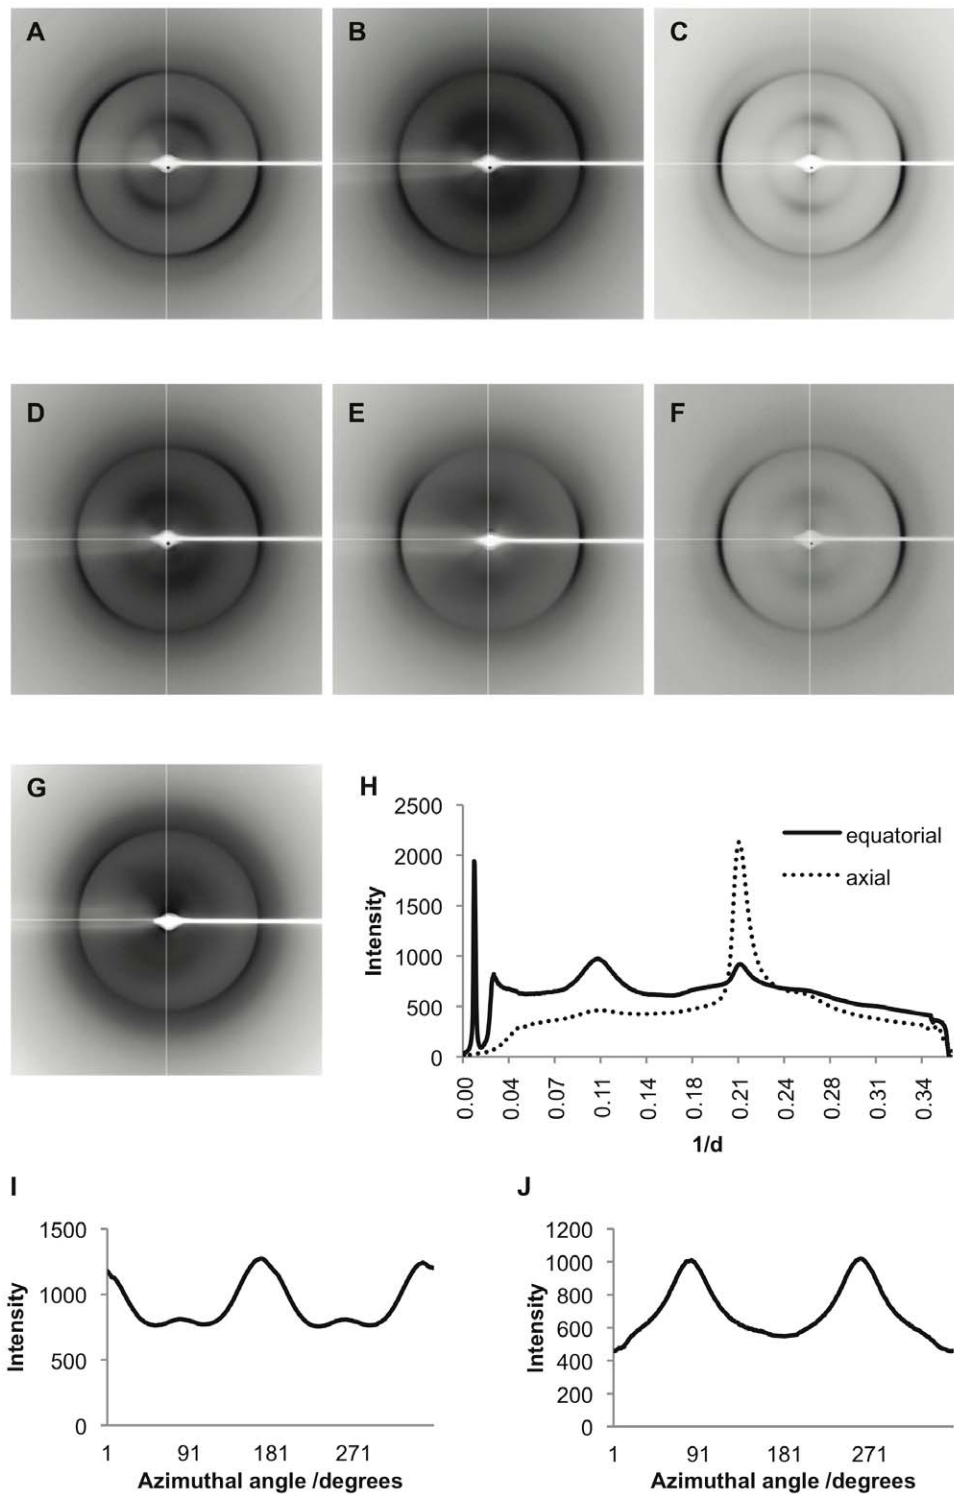 A
B
C
D
E
F
G
H
2500
2000
1500
1000
500
0
Intensity
equatorial
axial
0.00 0.04 0.07 0.11 0.14 0.18 0.21 0.24 0.28 0.31 0.34
1/d
I
1500
1000
500
0
Intensity
1 91 181 271
Azimuthal angle /degrees
J
1200
1000
800
600
400
200
0
Intensity
1 91 181 271
Azimuthal angle /degrees